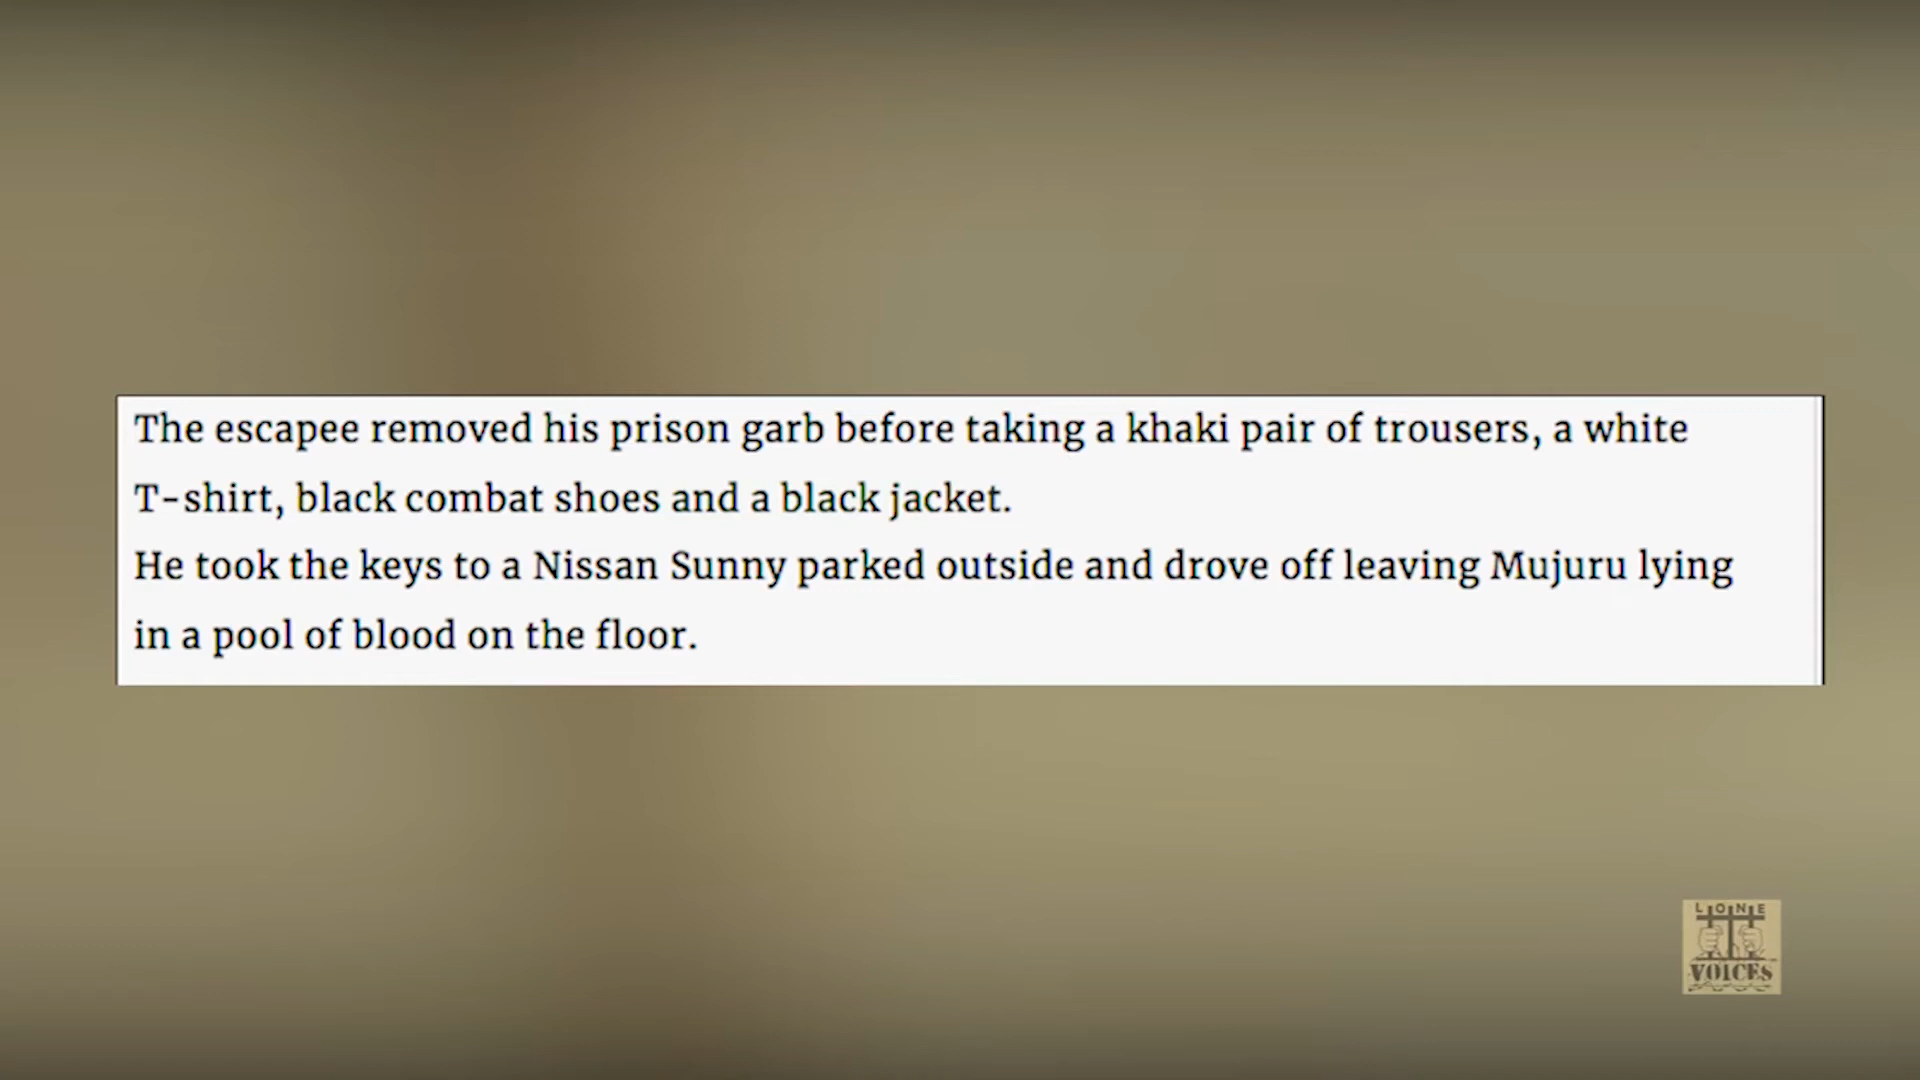 The escapee removed his prison garb before taking a khaki pair of trousers, a white
T-shirt, black combat shoes and a black jacket.
He took the keys to a Nissan Sunny parked outside and drove off leaving Mujuru lying
in a pool of blood on the floor.
LONE
VOICES